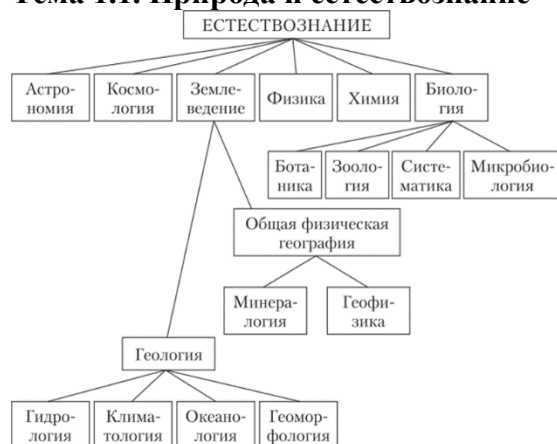 Тема 1.1. Природа и естествознание
ЕСТЕСТВОЗНАНИЕ
Астро-
номия
Космо-
логия
Земле-
ведение
Физика
Химия
Биоло-
гия
Бота-
ника
Зооло-
гия
Систе-
матика
Микробио-
логия
Общая физическая
география
Минера-
логия
Геофи-
зика
Геология
Гидро-
логия
Клима-
тология
Океано-
логия
Геомор-
фология